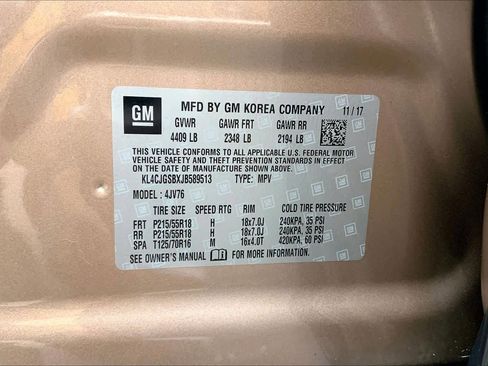 GM
MFD BY GM KOREA COMPANY 11 / 17
GVWR GAWR FRT GAWR RR
4409 LB 2348 LB 2194 LB
THIS VEHICLE CONFORMS TO ALL APPLICABLE U.S. FEDERAL MOTOR
VEHICLE SAFETY AND THEFT PREVENTION STANDARDS IN EFFECT
ON THE DATE OF MANUFACTURE SHOWN ABOVE.
KL4CJGSBXJB589513 TYPE: MPV
MODEL: 4JV76
TIRE SIZE SPEED RTG RIM COLD TIRE PRESSURE
FRT P215/55R18 H 18x7.0J 240KPA, 35 PSI
RR P215/55R18 H 18x7.0J 240KPA, 35 PSI
SPA T125/70R16 M 16x4.0T 420KPA, 60 PSI
SEE OWNER'S MANUAL FOR MORE INFORMATION.